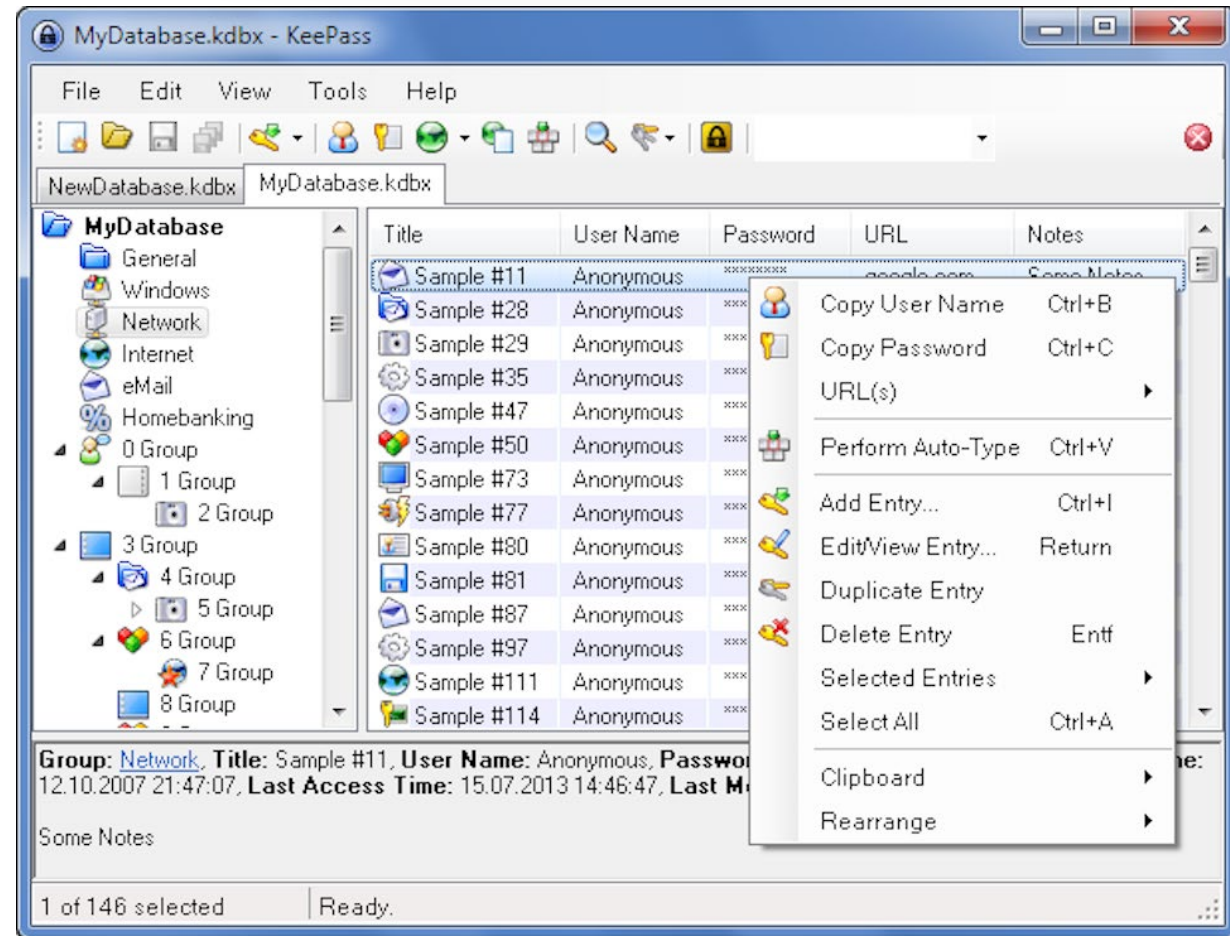 MyDatabase.kdbx - KeePass
File Edit View Tools Help
NewDatabase.kdbx MyDatabase.kdbx
MyDatabase
General
Windows
Network
Internet
eMail
Homebanking
0 Group
1 Group
2 Group
3 Group
4 Group
5 Group
6 Group
7 Group
8 Group
Title User Name Password URL Notes
Sample #11 Anonymous ******** google.com Some Notes
Sample #28 Anonymous ***
Sample #29 Anonymous ***
Sample #35 Anonymous ***
Sample #47 Anonymous ***
Sample #50 Anonymous ***
Sample #73 Anonymous ***
Sample #77 Anonymous ***
Sample #80 Anonymous ***
Sample #81 Anonymous ***
Sample #87 Anonymous ***
Sample #97 Anonymous ***
Sample #111 Anonymous ***
Sample #114 Anonymous ***
Copy User Name Ctrl+B
Copy Password Ctrl+C
URL(s)
Perform Auto-Type Ctrl+V
Add Entry... Ctrl+I
Edit/View Entry... Return
Duplicate Entry
Delete Entry Entf
Selected Entries
Select All Ctrl+A
Clipboard
Rearrange
Group: Network, Title: Sample #11, User Name: Anonymous,
12.10.2007 21:47:07, Last Access Time: 15.07.2013 14:46:47, Last
Some Notes
1 of 146 selected Ready.